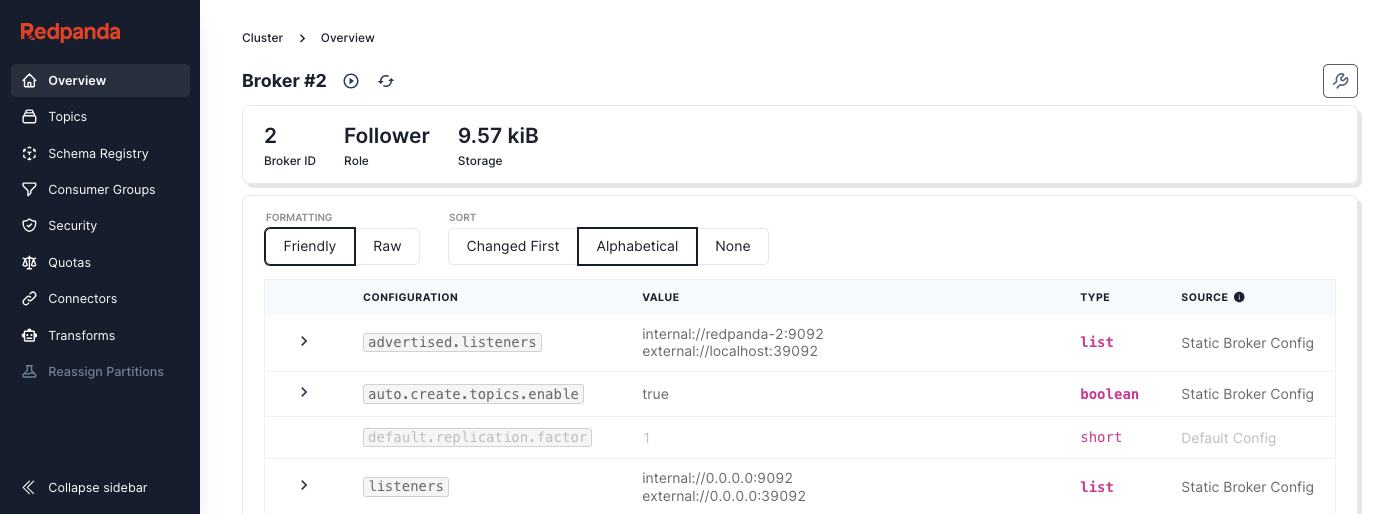 Redpanda
Overview
Topics
Schema Registry
Consumer Groups
Security
Quotas
Connectors
Transforms
Reassign Partitions
Collapse sidebar
Cluster > Overview
Broker #2
2 Follower 9.57 kiB
Broker ID Role Storage
FORMATTING SORT
Friendly Raw Changed First Alphabetical None
CONFIGURATION VALUE TYPE SOURCE
advertised.listeners internal://redpanda-2:9092 list Static Broker Config
external://localhost:39092
auto.create.topics.enable true boolean Static Broker Config
default.replication.factor 1 short Default Config
listeners internal://0.0.0.0:9092 list Static Broker Config
external://0.0.0.0:39092